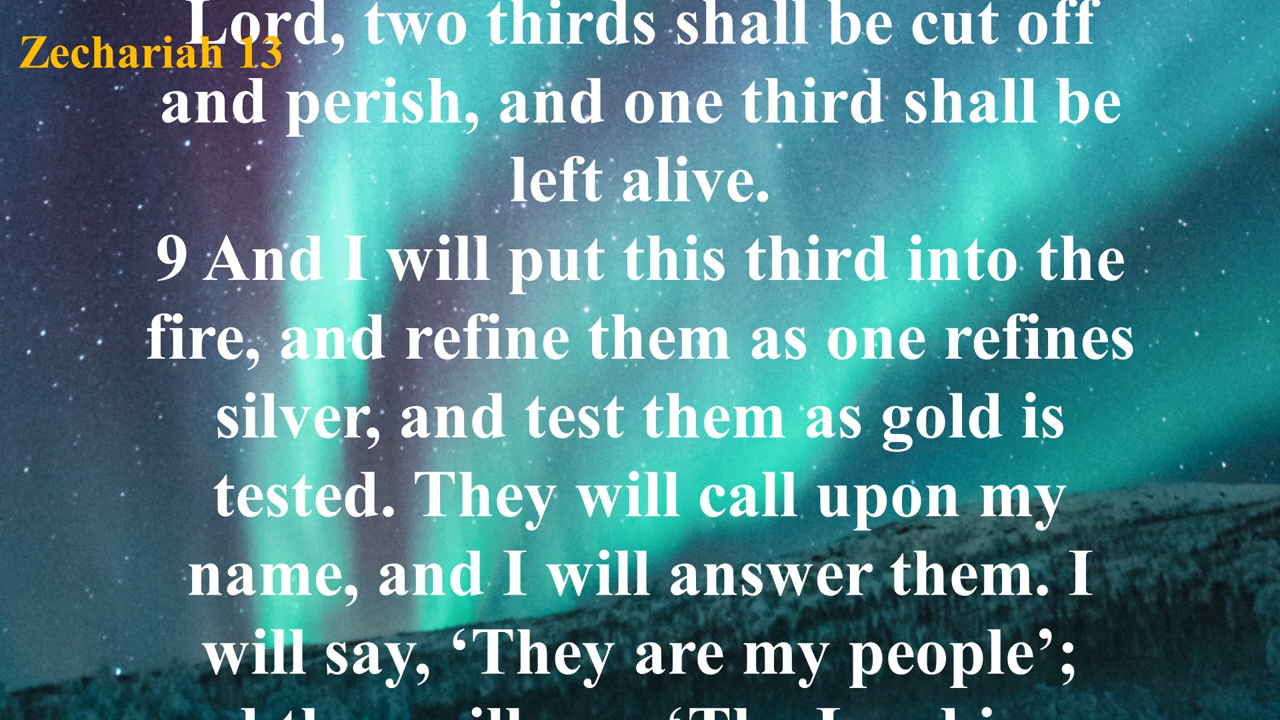 Zechariah 13
Lord, two thirds shall be cut off
and perish, and one third shall be
left alive.
9 And I will put this third into the
fire, and refine them as one refines
silver, and test them as gold is
tested. They will call upon my
name, and I will answer them. I
will say, ‘They are my people’;